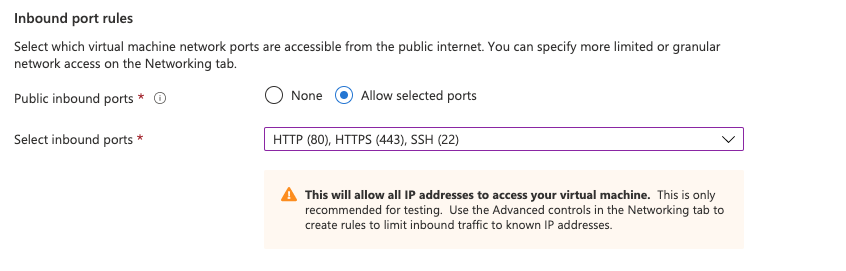 Inbound port rules
Select which virtual machine network ports are accessible from the public internet. You can specify more limited or granular
network access on the Networking tab.
Public inbound ports * ⓘ None Allow selected ports
Select inbound ports * HTTP (80), HTTPS (443), SSH (22)
This will allow all IP addresses to access your virtual machine. This is only
recommended for testing. Use the Advanced controls in the Networking tab to
create rules to limit inbound traffic to known IP addresses.